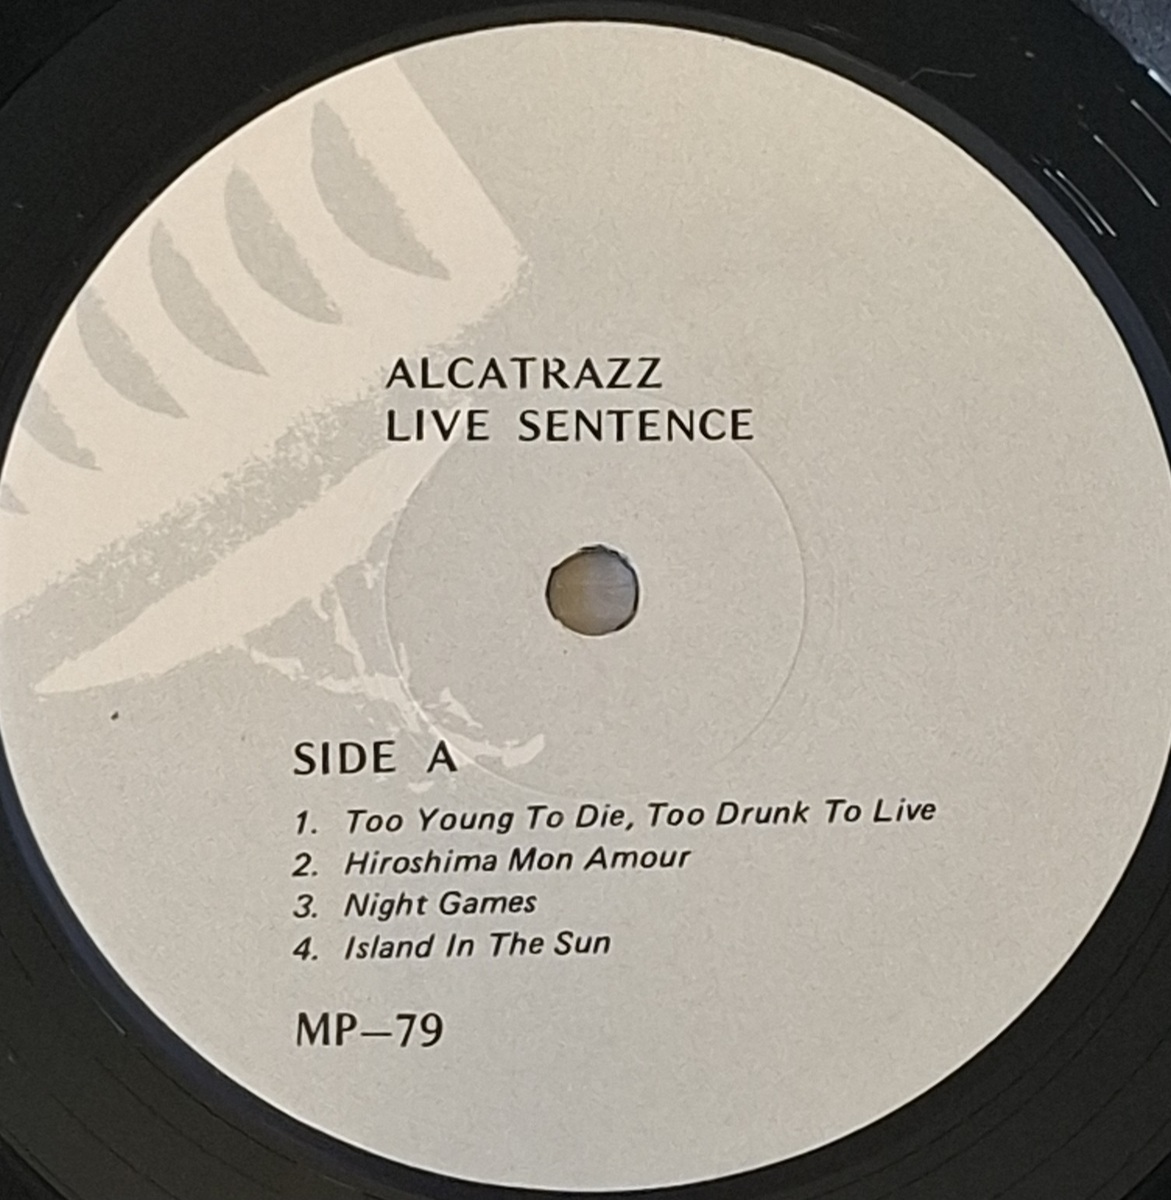 ALCATRAZZ
LIVE SENTENCE
SIDE A
1. Too Young To Die, Too Drunk To Live
2. Hiroshima Mon Amour
3. Night Games
4. Island In The Sun
MP–79